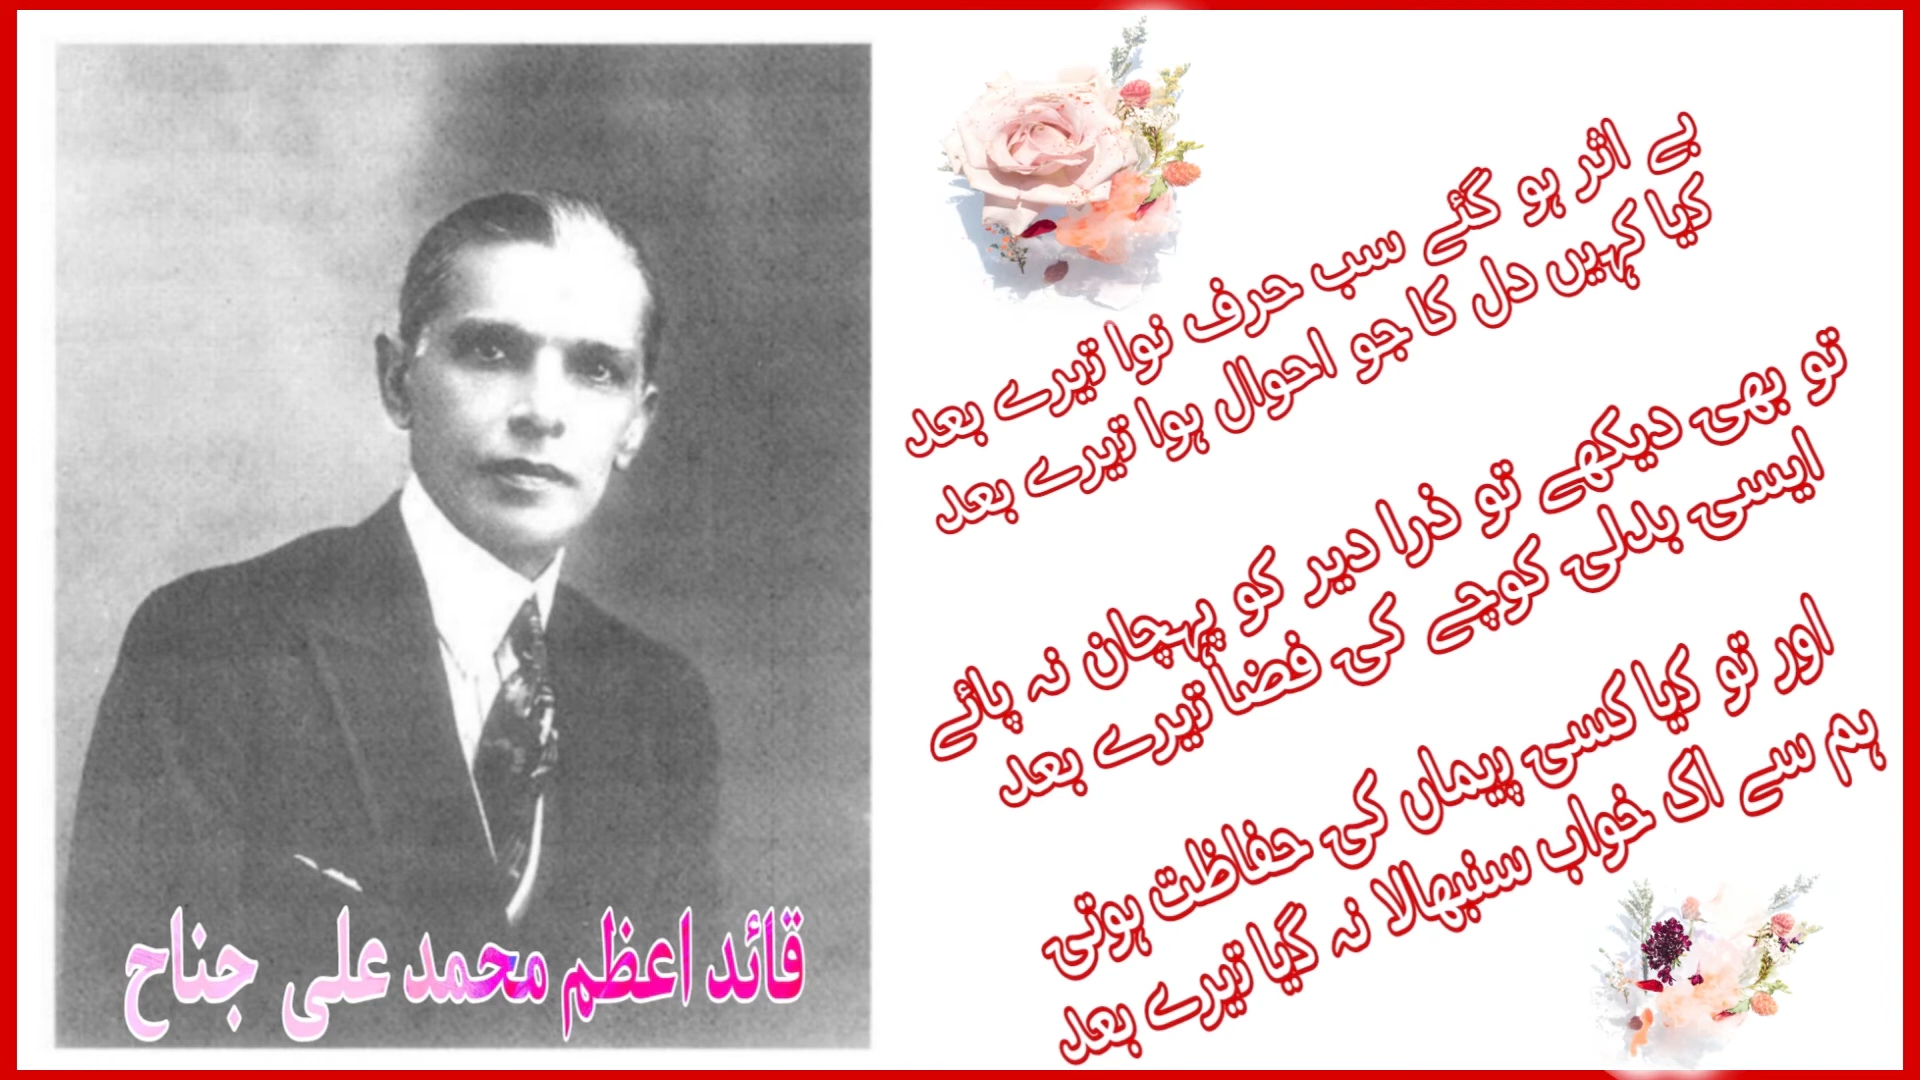 بے اثر ہو گئے سب حرف نوا تیرے بعد
کیا کہیں دل کا جو احوال ہوا تیرے بعد
تو بھی دیکھے تو ذرا دیر کو پہچان نہ پائے
ایسی بدلی کوچے کی فضا تیرے بعد
اور تو کیا کسی پیماں کی حفاظت ہوتی
ہم سے اک خواب سنبھالا نہ گیا تیرے بعد
قائد اعظم محمد علی جناح